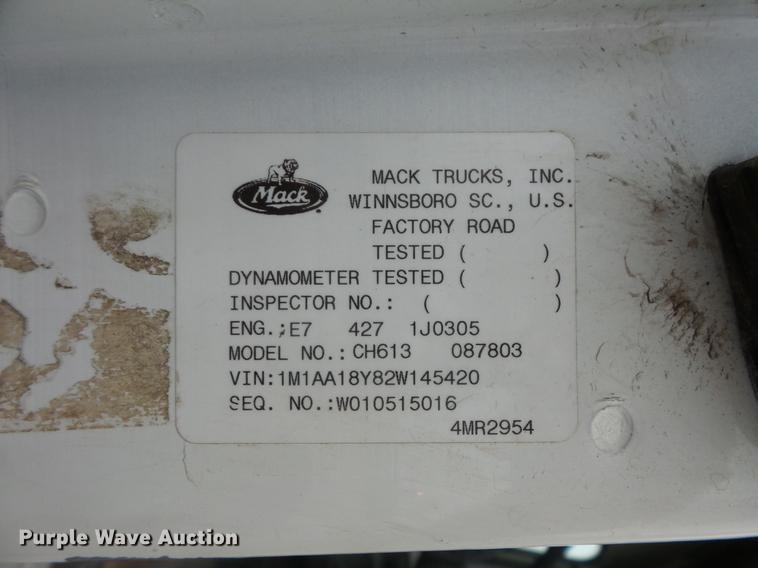 Mack
MACK TRUCKS, INC.
WINNSBORO SC., U.S.
FACTORY ROAD
TESTED ( )
DYNAMOMETER TESTED ( )
INSPECTOR NO.: ( )
ENG.;E7 427 1J0305
MODEL NO.:CH613 087803
VIN:1M1AA18Y82W145420
SEQ. NO.:W010515016
4MR2954
Purple Wave Auction